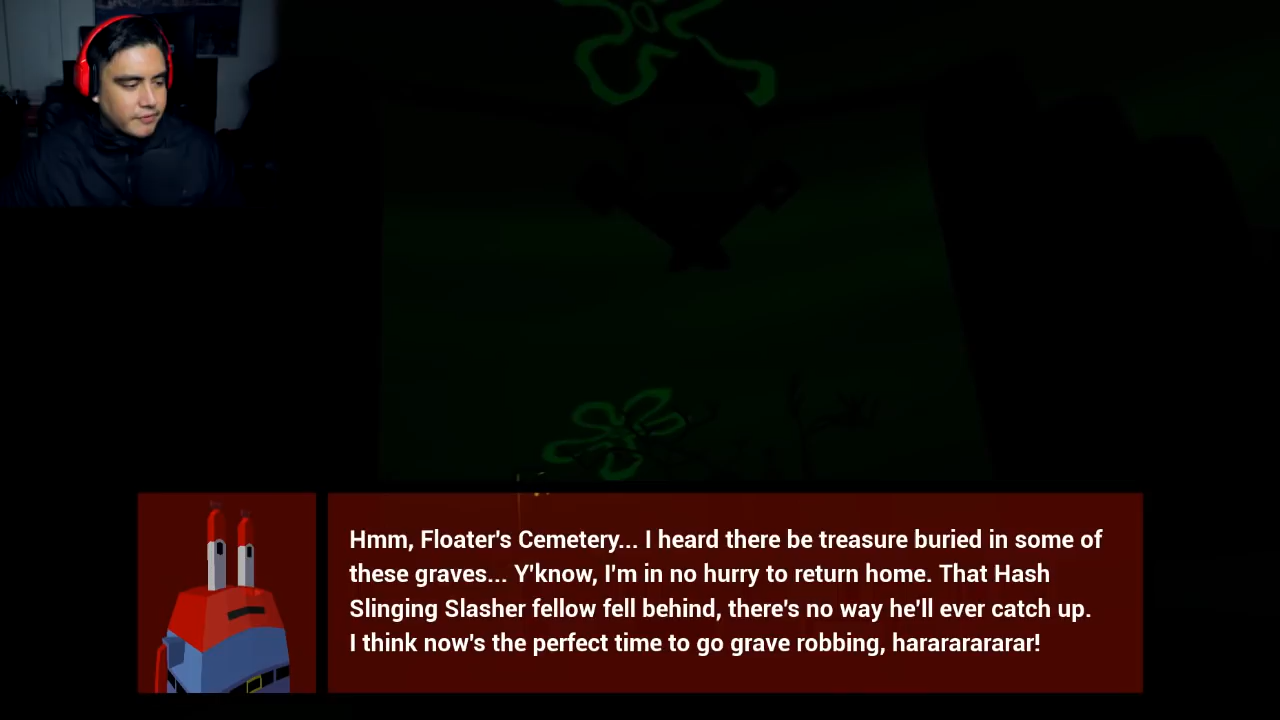 Hmm, Floater's Cemetery... I heard there be treasure buried in some of
these graves... Y'know, I'm in no hurry to return home. That Hash
Slinging Slasher fellow fell behind, there's no way he'll ever catch up.
I think now's the perfect time to go grave robbing, harararararar!